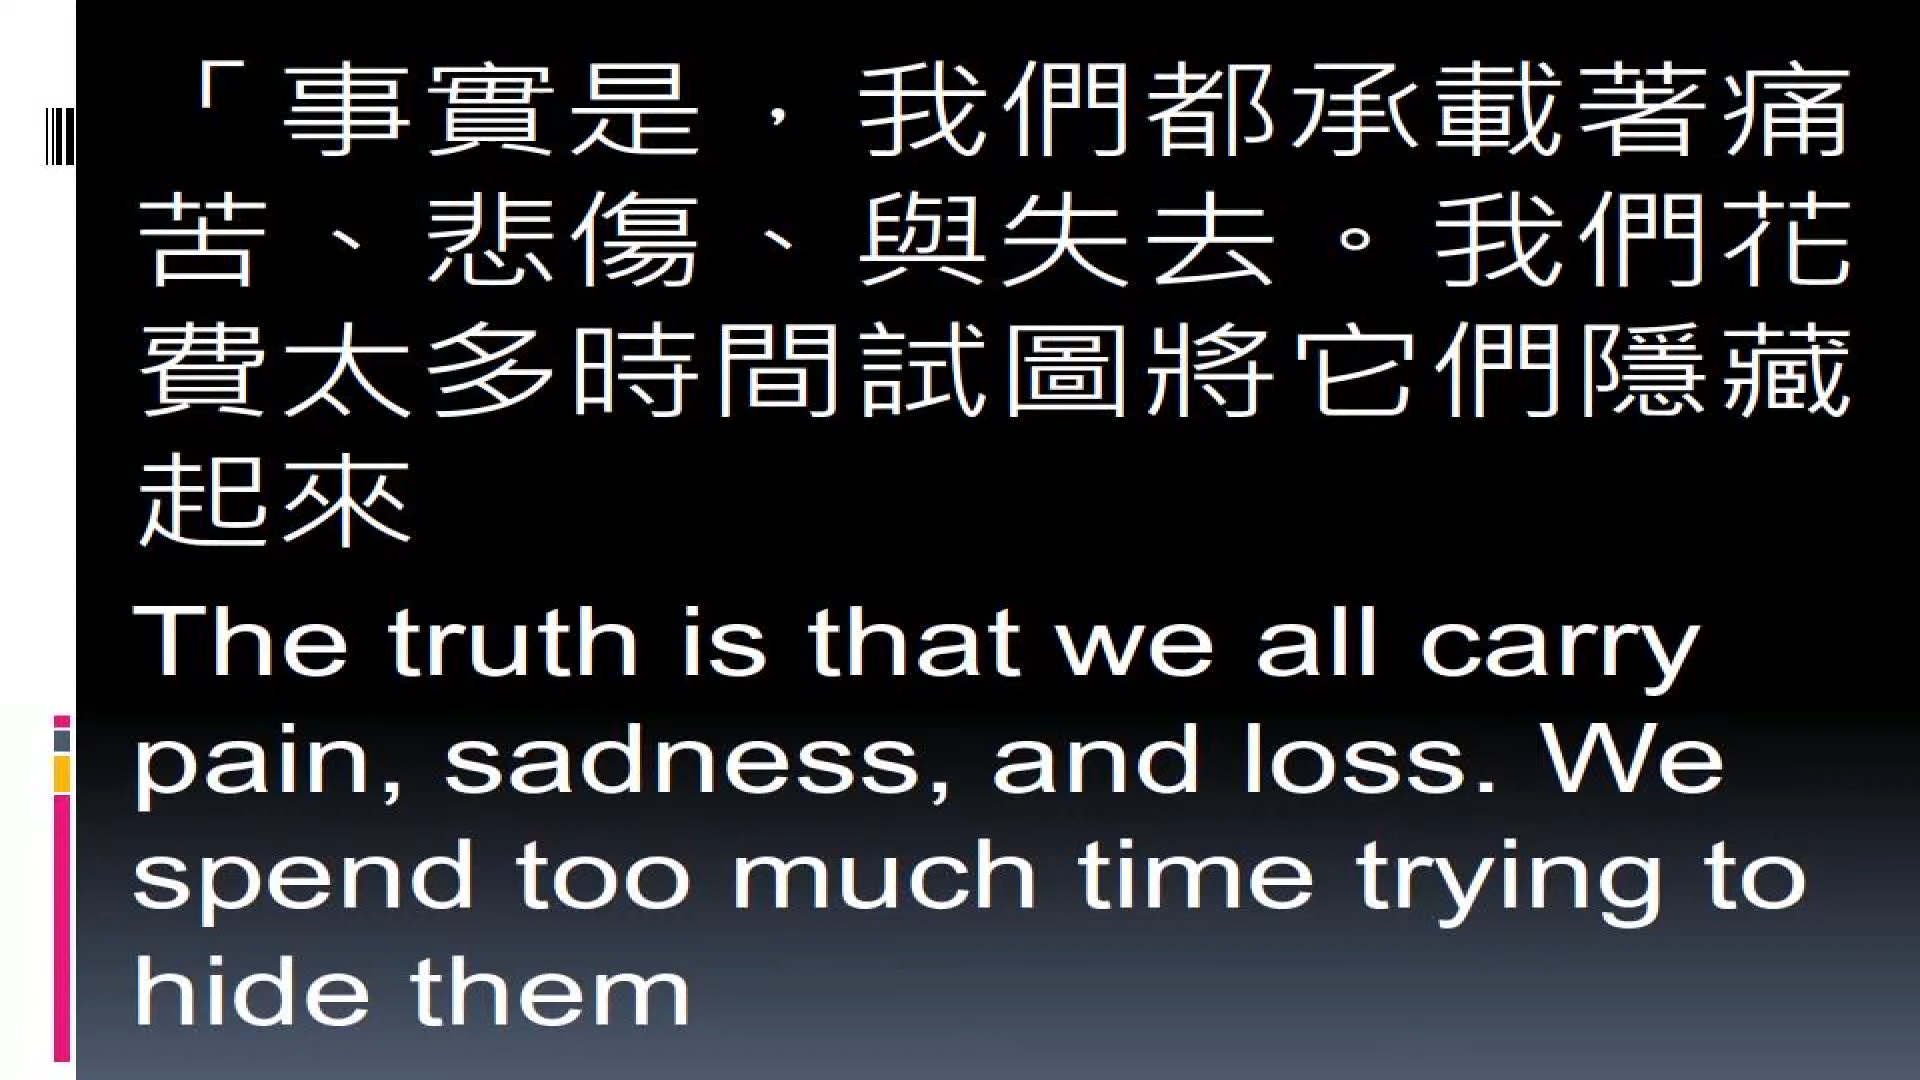 「事實是，我們都承載著痛
苦、悲傷、與失去。我們花
費太多時間試圖將它們隱藏
起來
The truth is that we all carry
pain, sadness, and loss. We
spend too much time trying to
hide them